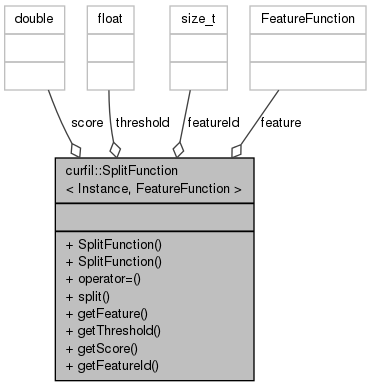 double float size_t FeatureFunction
score threshold featureId feature
curfil::SplitFunction
< Instance, FeatureFunction >
+ SplitFunction()
+ SplitFunction()
+ operator=()
+ split()
+ getFeature()
+ getThreshold()
+ getScore()
+ getFeatureId()